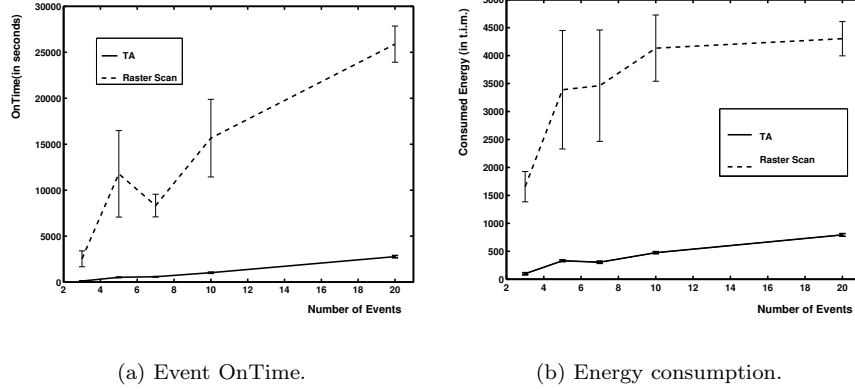 30000
25000
20000
15000
10000
5000
0
OnTime(in seconds)
TA
Raster Scan
2 4 6 8 10 12 14 16 18 20
Number of Events
(a) Event OnTime.
5000
4500
4000
3500
3000
2500
2000
1500
1000
500
0
Consumed Energy (in t.i.m.)
TA
Raster Scan
2 4 6 8 10 12 14 16 18 20
Number of Events
(b) Energy consumption.